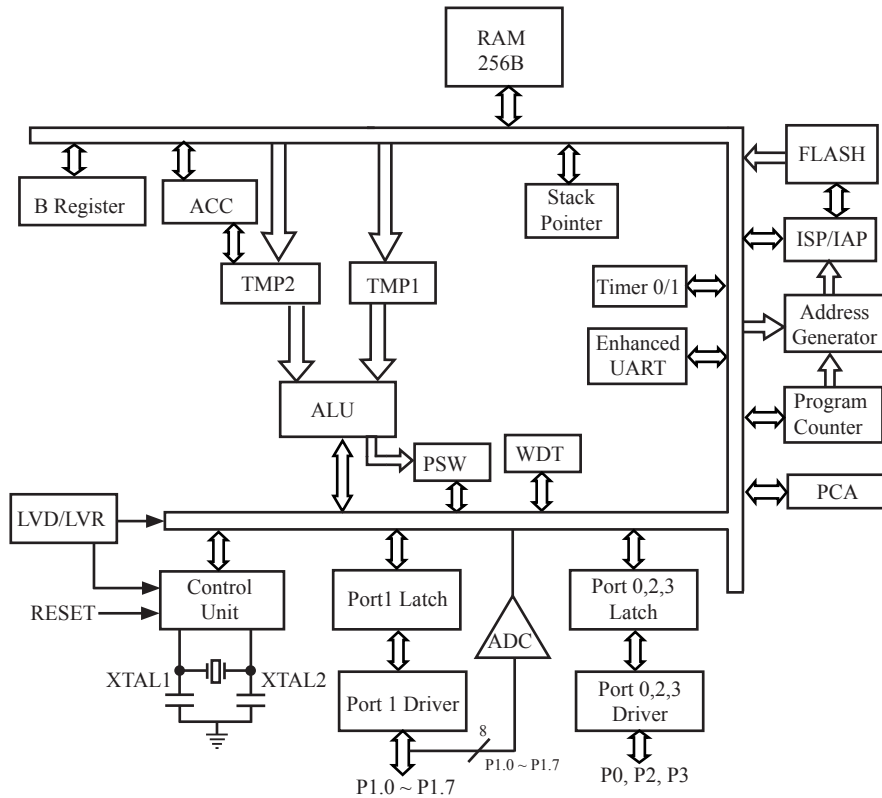 RAM
256B
FLASH
B Register
ACC
Stack
Pointer
ISP/IAP
TMP2
TMP1
Timer 0/1
Address
Generator
Enhanced
UART
ALU
Program
Counter
PSW
WDT
PCA
LVD/LVR
Control
Unit
RESET
Port1 Latch
ADC
Port 0,2,3
Latch
XTAL1
XTAL2
Port 1 Driver
Port 0,2,3
Driver
8
P1.0 ~ P1.7
P1.0 ~ P1.7
P0, P2, P3